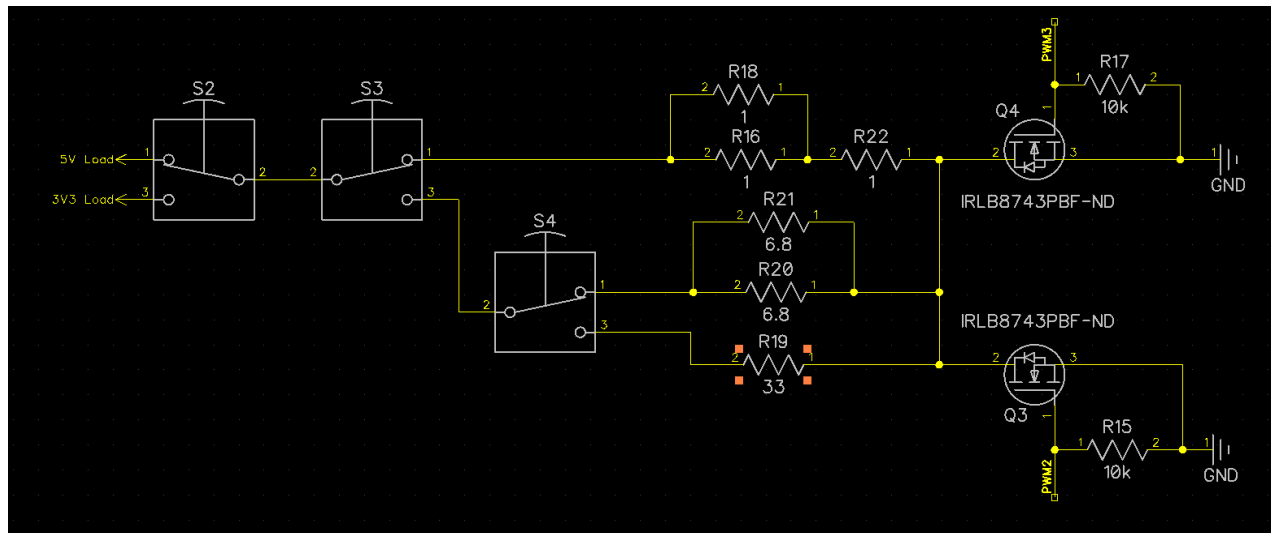 S2
S3
5V Load
3V3 Load
1
3
2
2
1
3
S4
2
1
3
R18
2
1
1
R16
2
1
1
R22
2
1
1
R21
2
1
6.8
R20
2
1
6.8
R19
2
1
33
PWM3
R17
1
2
10k
Q4
1
2
3
1
GND
IRLB8743PBF-ND
IRLB8743PBF-ND
2
3
Q3
1
R15
1
2
10k
1
GND
PWM2